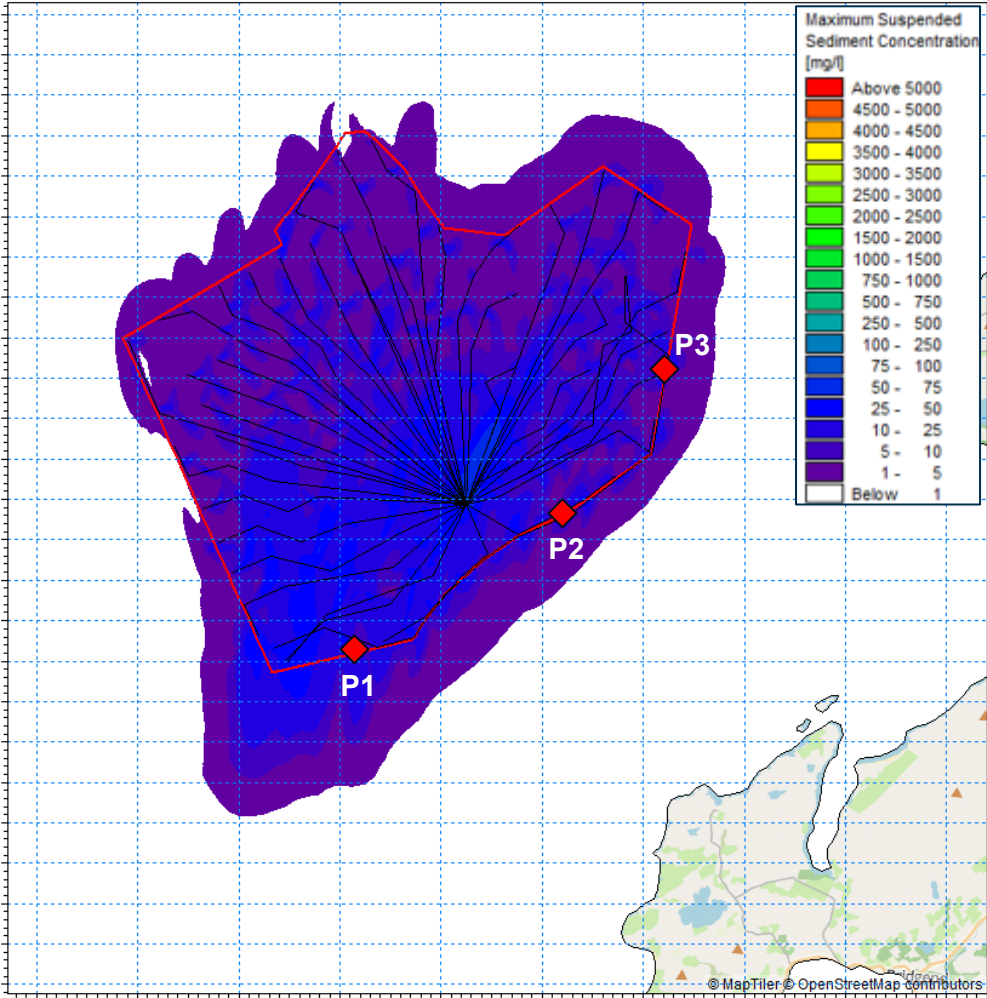 Maximum Suspended
Sediment Concentration
[mg/l]
Above 5000
4500 - 5000
4000 - 4500
3500 - 4000
3000 - 3500
2500 - 3000
2000 - 2500
1500 - 2000
1000 - 1500
750 - 1000
500 - 750
250 - 500
100 - 250
75 - 100
50 - 75
25 - 50
10 - 25
5 - 10
1 - 5
Below 1
P3
P2
P1
© MapTiler © OpenStreetMap contributors